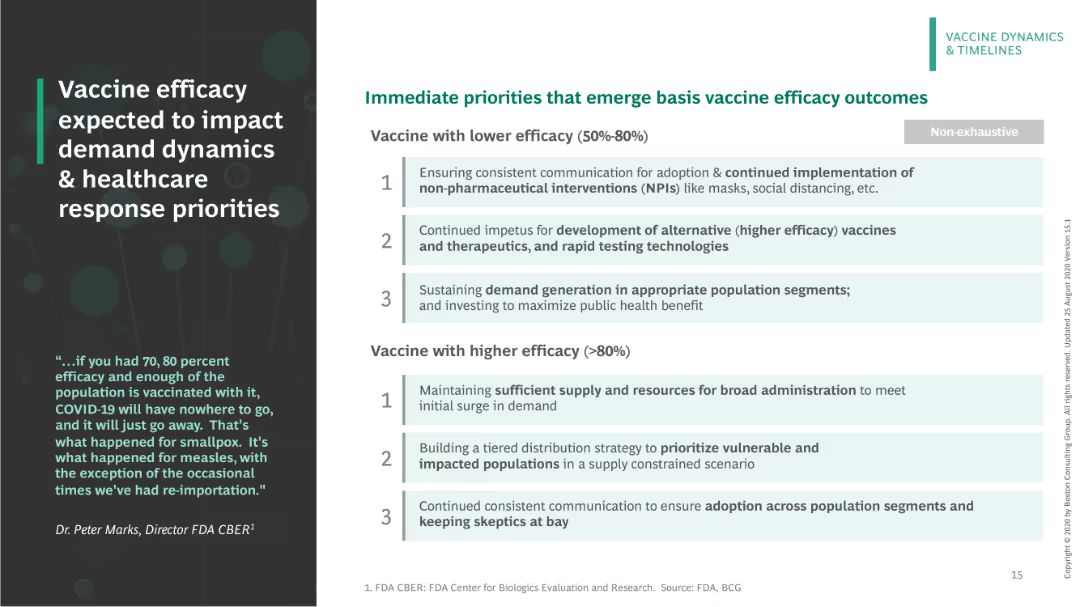 VACCINE DYNAMICS
& TIMELINES
Vaccine efficacy
expected to impact
demand dynamics
& healthcare
response priorities
"…if you had 70, 80 percent
efficacy and enough of the
population is vaccinated with it,
COVID-19 will have nowhere to go,
and it will just go away. That's
what happened for smallpox. It's
what happened for measles, with
the exception of the occasional
times we've had re-importation."
Dr. Peter Marks, Director FDA CBER¹
Immediate priorities that emerge basis vaccine efficacy outcomes
Vaccine with lower efficacy (50%-80%)
Non-exhaustive
1
Ensuring consistent communication for adoption & continued implementation of
non-pharmaceutical interventions (NPIs) like masks, social distancing, etc.
2
Continued impetus for development of alternative (higher efficacy) vaccines
and therapeutics, and rapid testing technologies
3
Sustaining demand generation in appropriate population segments;
and investing to maximize public health benefit
Vaccine with higher efficacy (>80%)
1
Maintaining sufficient supply and resources for broad administration to meet
initial surge in demand
2
Building a tiered distribution strategy to prioritize vulnerable and
impacted populations in a supply constrained scenario
3
Continued consistent communication to ensure adoption across population segments and
keeping skeptics at bay
1. FDA CBER: FDA Center for Biologics Evaluation and Research. Source: FDA, BCG
15
Copyright © 2020 by Boston Consulting Group. All rights reserved. Updated 25 August 2020 Version 15.1